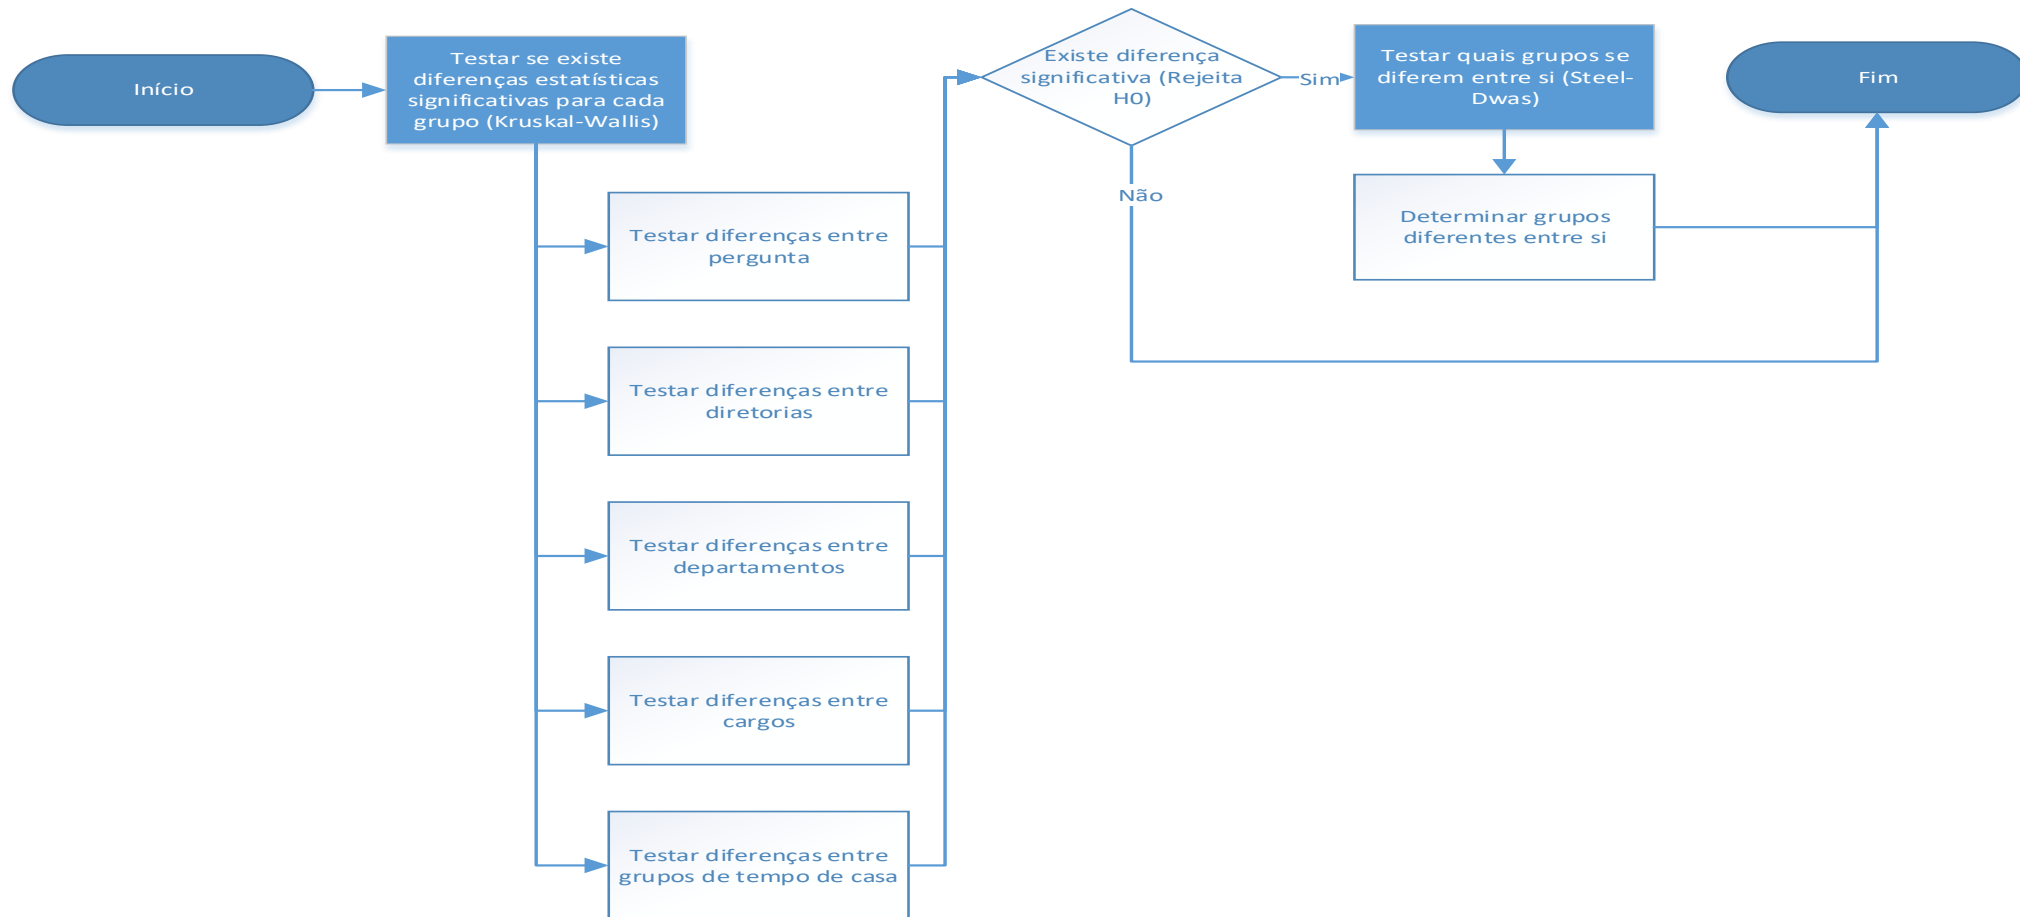 Início
Testar se existe
diferenças estatísticas
significativas para cada
grupo (Kruskal-Wallis)
Testar diferenças entre
pergunta
Testar diferenças entre
diretorias
Testar diferenças entre
departamentos
Testar diferenças entre
cargos
Testar diferenças entre
grupos de tempo de casa
Existe diferença
significativa (Rejeita
H0)
Sim
Não
Testar quais grupos se
diferem entre si (Steel-
Dwas)
Determinar grupos
diferentes entre si
Fim